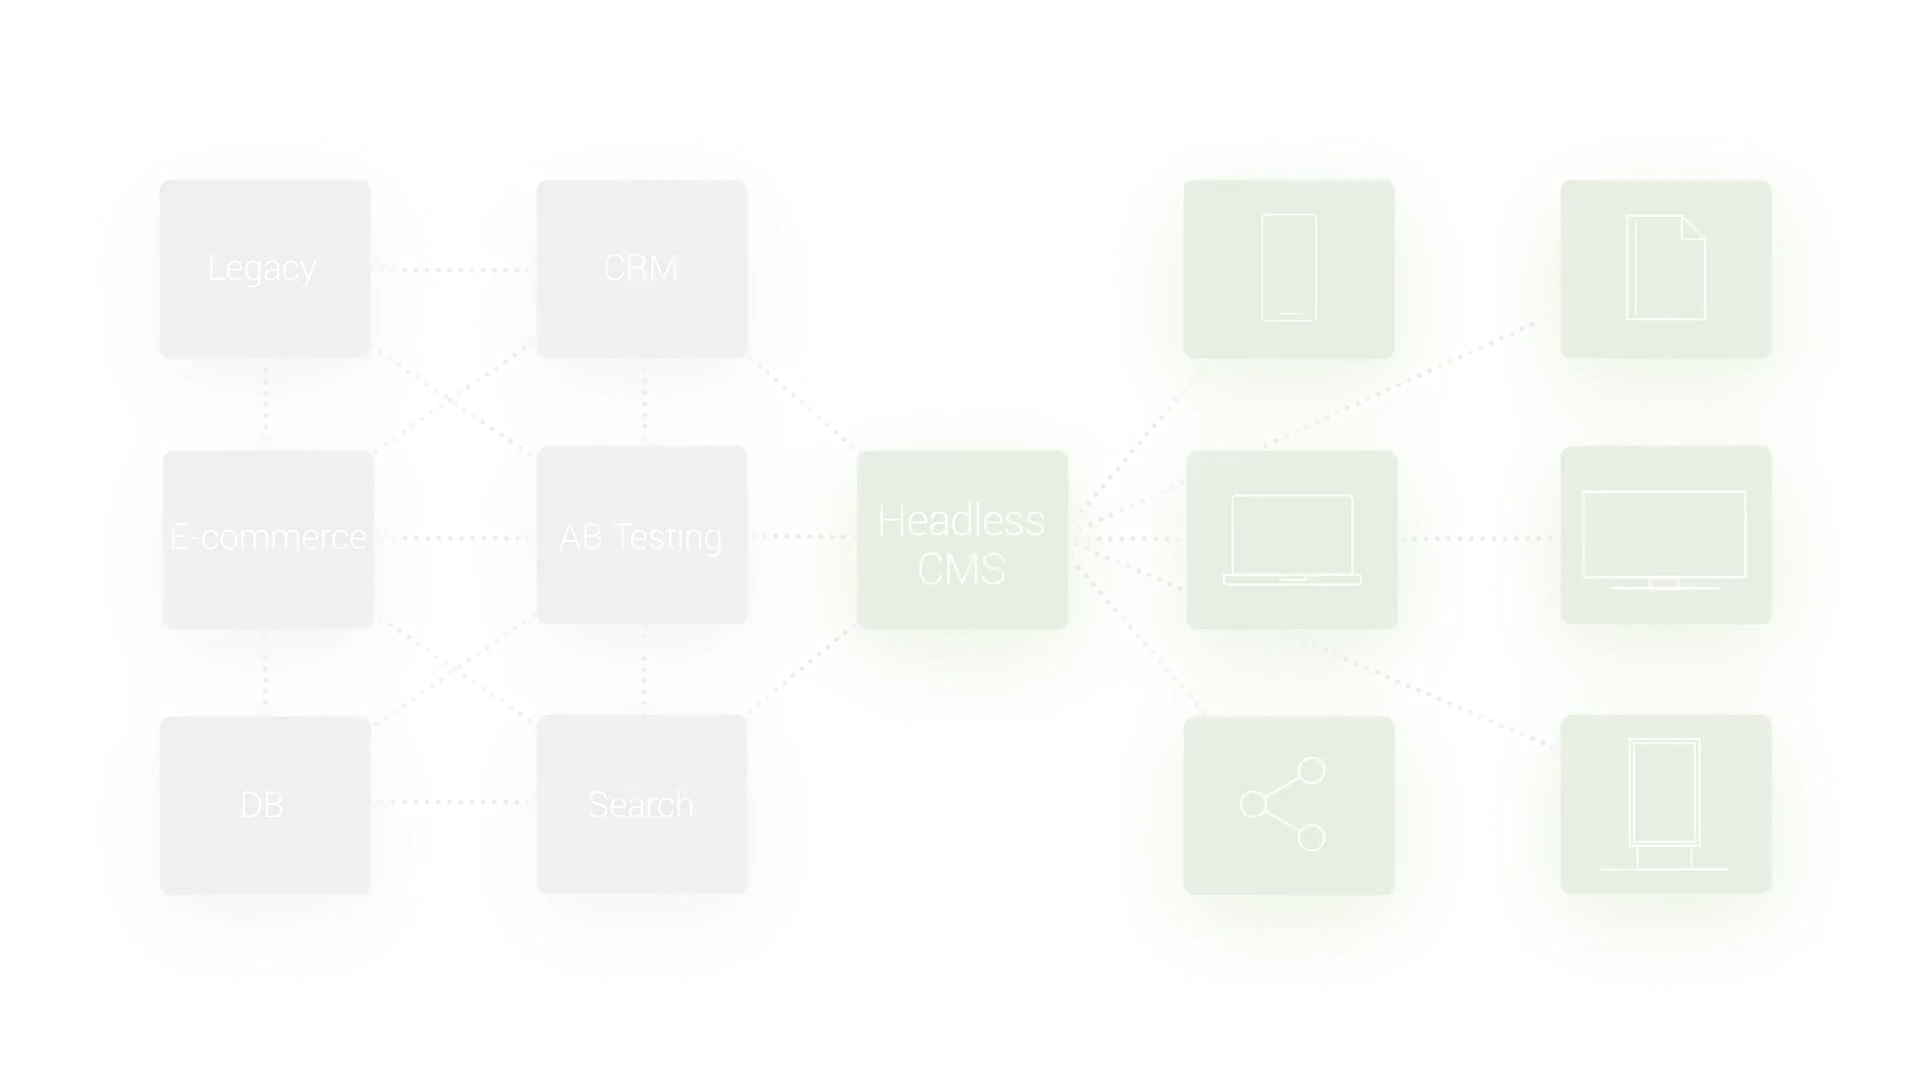 Legacy
CRM
E-commerce
AB Testing
Headless
CMS
DB
Search